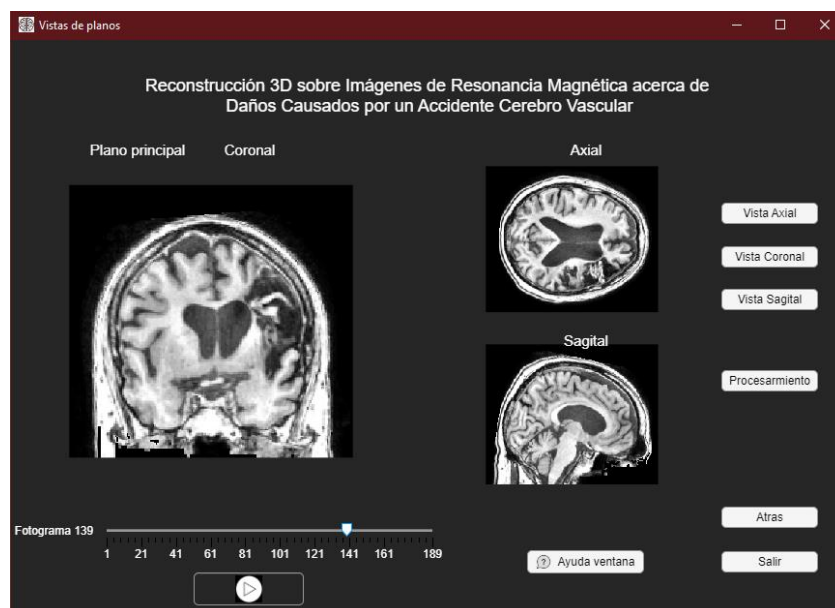 Vistas de planos
Reconstrucción 3D sobre Imágenes de Resonancia Magnética acerca de
Daños Causados por un Accidente Cerebro Vascular
Plano principal Coronal
Axial
Vista Axial
Vista Coronal
Vista Sagital
Sagital
Procesarmiento
Fotograma 139
1 21 41 61 81 101 121 141 161 189
Atras
Ayuda ventana
Salir